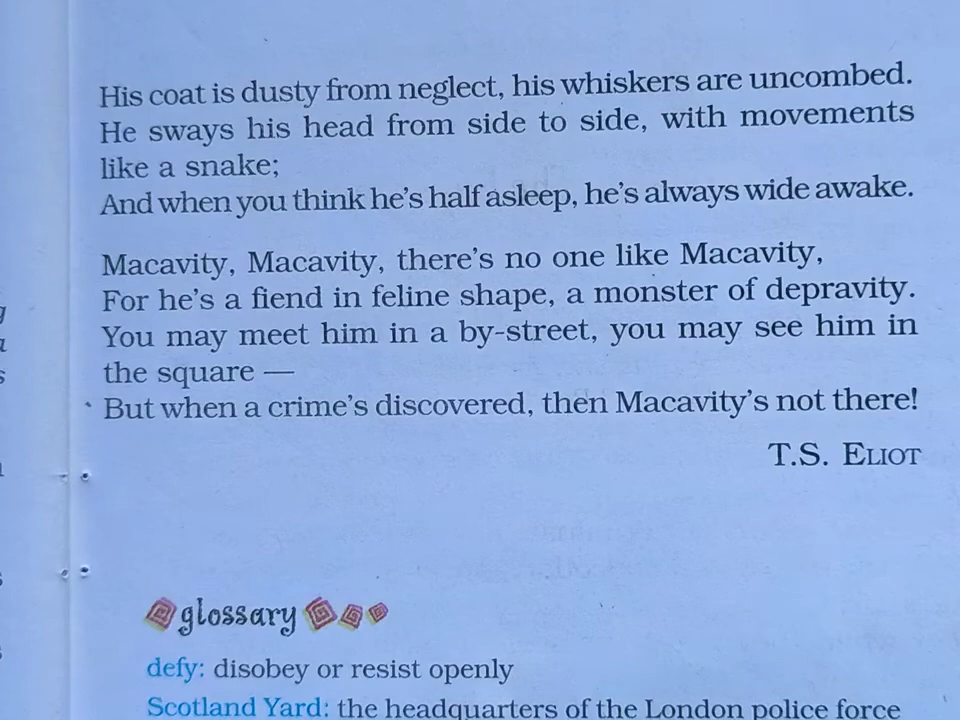 His coat is dusty from neglect, his whiskers are uncombed.
He sways his head from side to side, with movements
like a snake;
And when you think he's half asleep, he's always wide awake.
Macavity, Macavity, there's no one like Macavity,
For he's a fiend in feline shape, a monster of depravity.
You may meet him in a by-street, you may see him in
the square —
But when a crime's discovered, then Macavity's not there!
T.S. ELIOT
glossary
defy: disobey or resist openly
Scotland Yard: the headquarters of the London police force